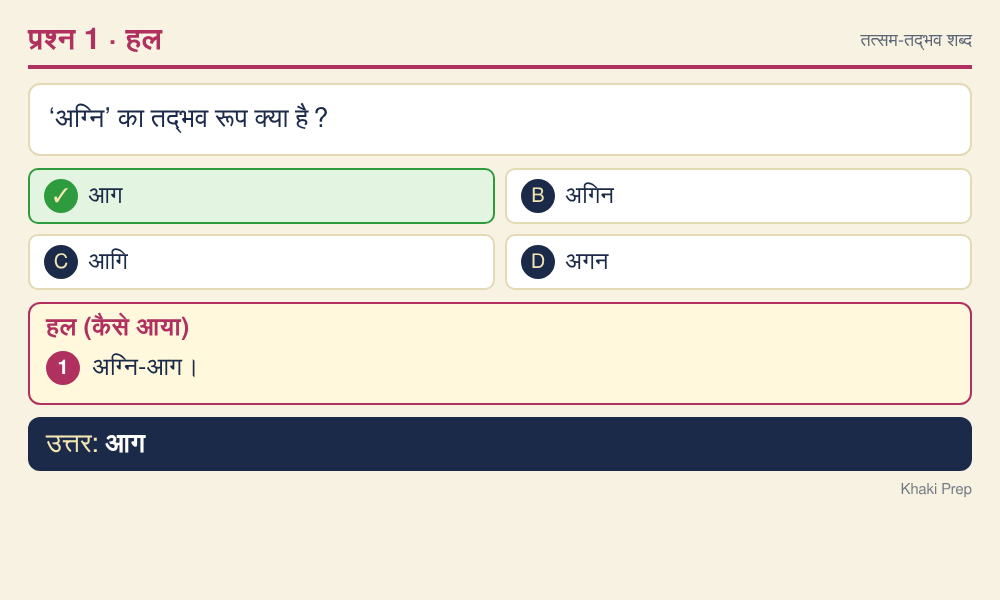 प्रश्न 1 · हल
तत्सम-तद्भव शब्द
‘अग्नि’ का तद्भव रूप क्या है ?
✓ आग
B अगिन
C आगि
D अगन
हल (कैसे आया)
1 अग्नि-आग ।
उत्तर: आग
Khaki Prep